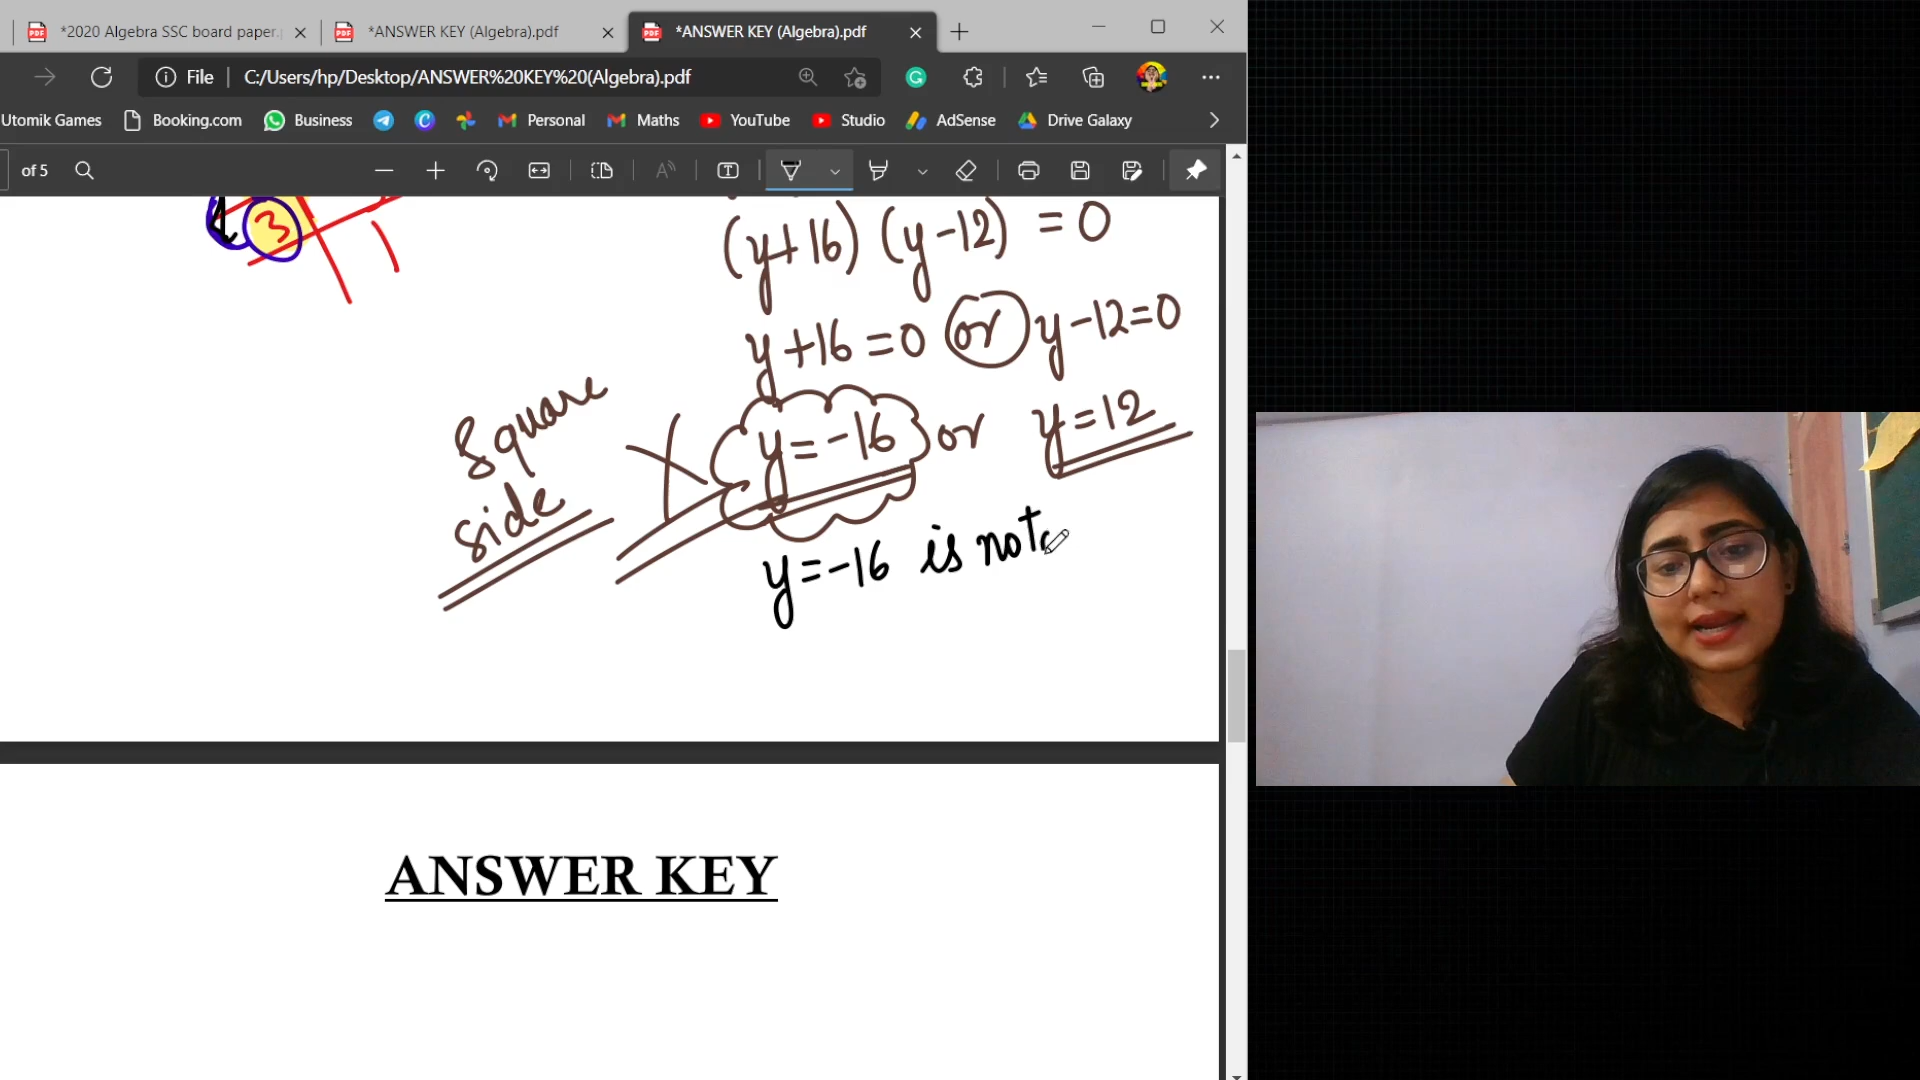 *2020 Algebra SSC board paper.p
*ANSWER KEY (Algebra).pdf
*ANSWER KEY (Algebra).pdf
File
C:/Users/hp/Desktop/ANSWER%20KEY%20(Algebra).pdf
Utomik Games
Booking.com
Business
Personal
Maths
YouTube
Studio
AdSense
Drive Galaxy
of 5
3
(y+16) (y-12) = 0
y+16=0 or y-12=0
Square
side
y=-16 or y=12
y=-16 is not
ANSWER KEY